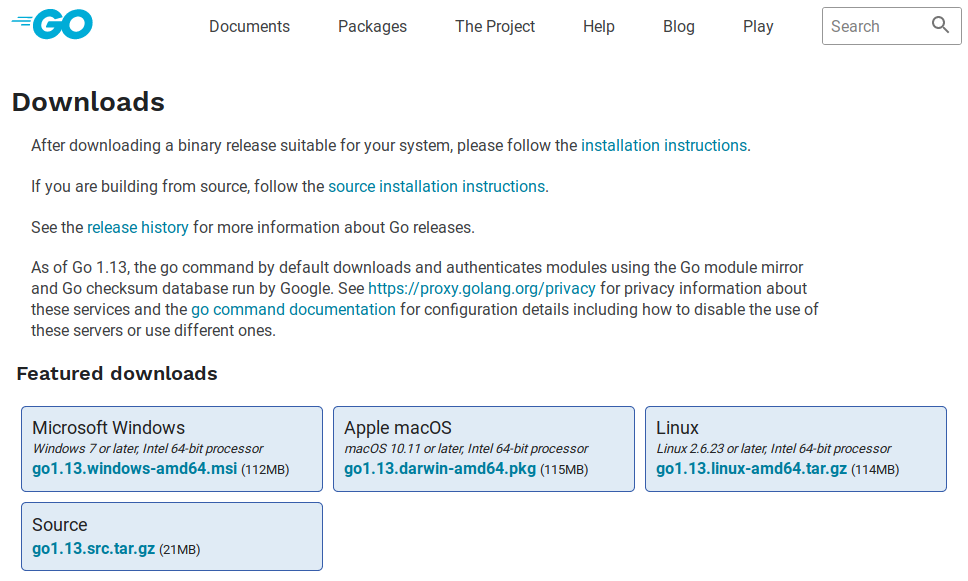 GO
Documents
Packages
The Project
Help
Blog
Play
Search
Downloads
After downloading a binary release suitable for your system, please follow the installation instructions.
If you are building from source, follow the source installation instructions.
See the release history for more information about Go releases.
As of Go 1.13, the go command by default downloads and authenticates modules using the Go module mirror
and Go checksum database run by Google. See https://proxy.golang.org/privacy for privacy information about
these services and the go command documentation for configuration details including how to disable the use of
these servers or use different ones.
Featured downloads
Microsoft Windows
Windows 7 or later, Intel 64-bit processor
go1.13.windows-amd64.msi (112MB)
Apple macOS
macOS 10.11 or later, Intel 64-bit processor
go1.13.darwin-amd64.pkg (115MB)
Linux
Linux 2.6.23 or later, Intel 64-bit processor
go1.13.linux-amd64.tar.gz (114MB)
Source
go1.13.src.tar.gz (21MB)